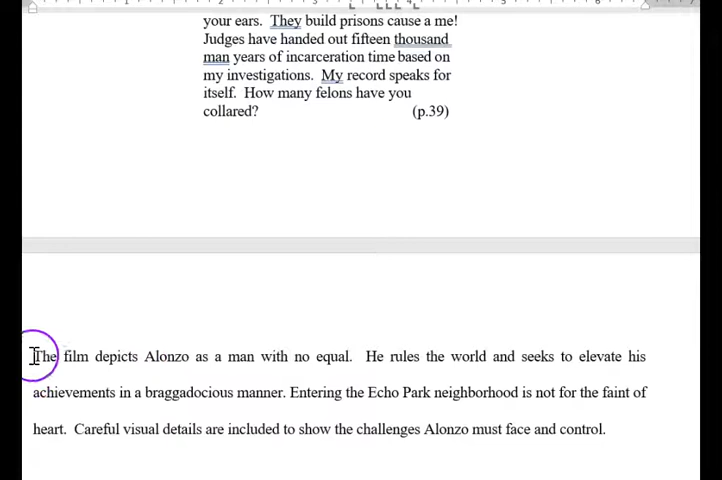 your ears. They build prisons cause a me!
Judges have handed out fifteen thousand
man years of incarceration time based on
my investigations. My record speaks for
itself. How many felons have you
collared? (p.39)
The film depicts Alonzo as a man with no equal. He rules the world and seeks to elevate his
achievements in a braggadocious manner. Entering the Echo Park neighborhood is not for the faint of
heart. Careful visual details are included to show the challenges Alonzo must face and control.